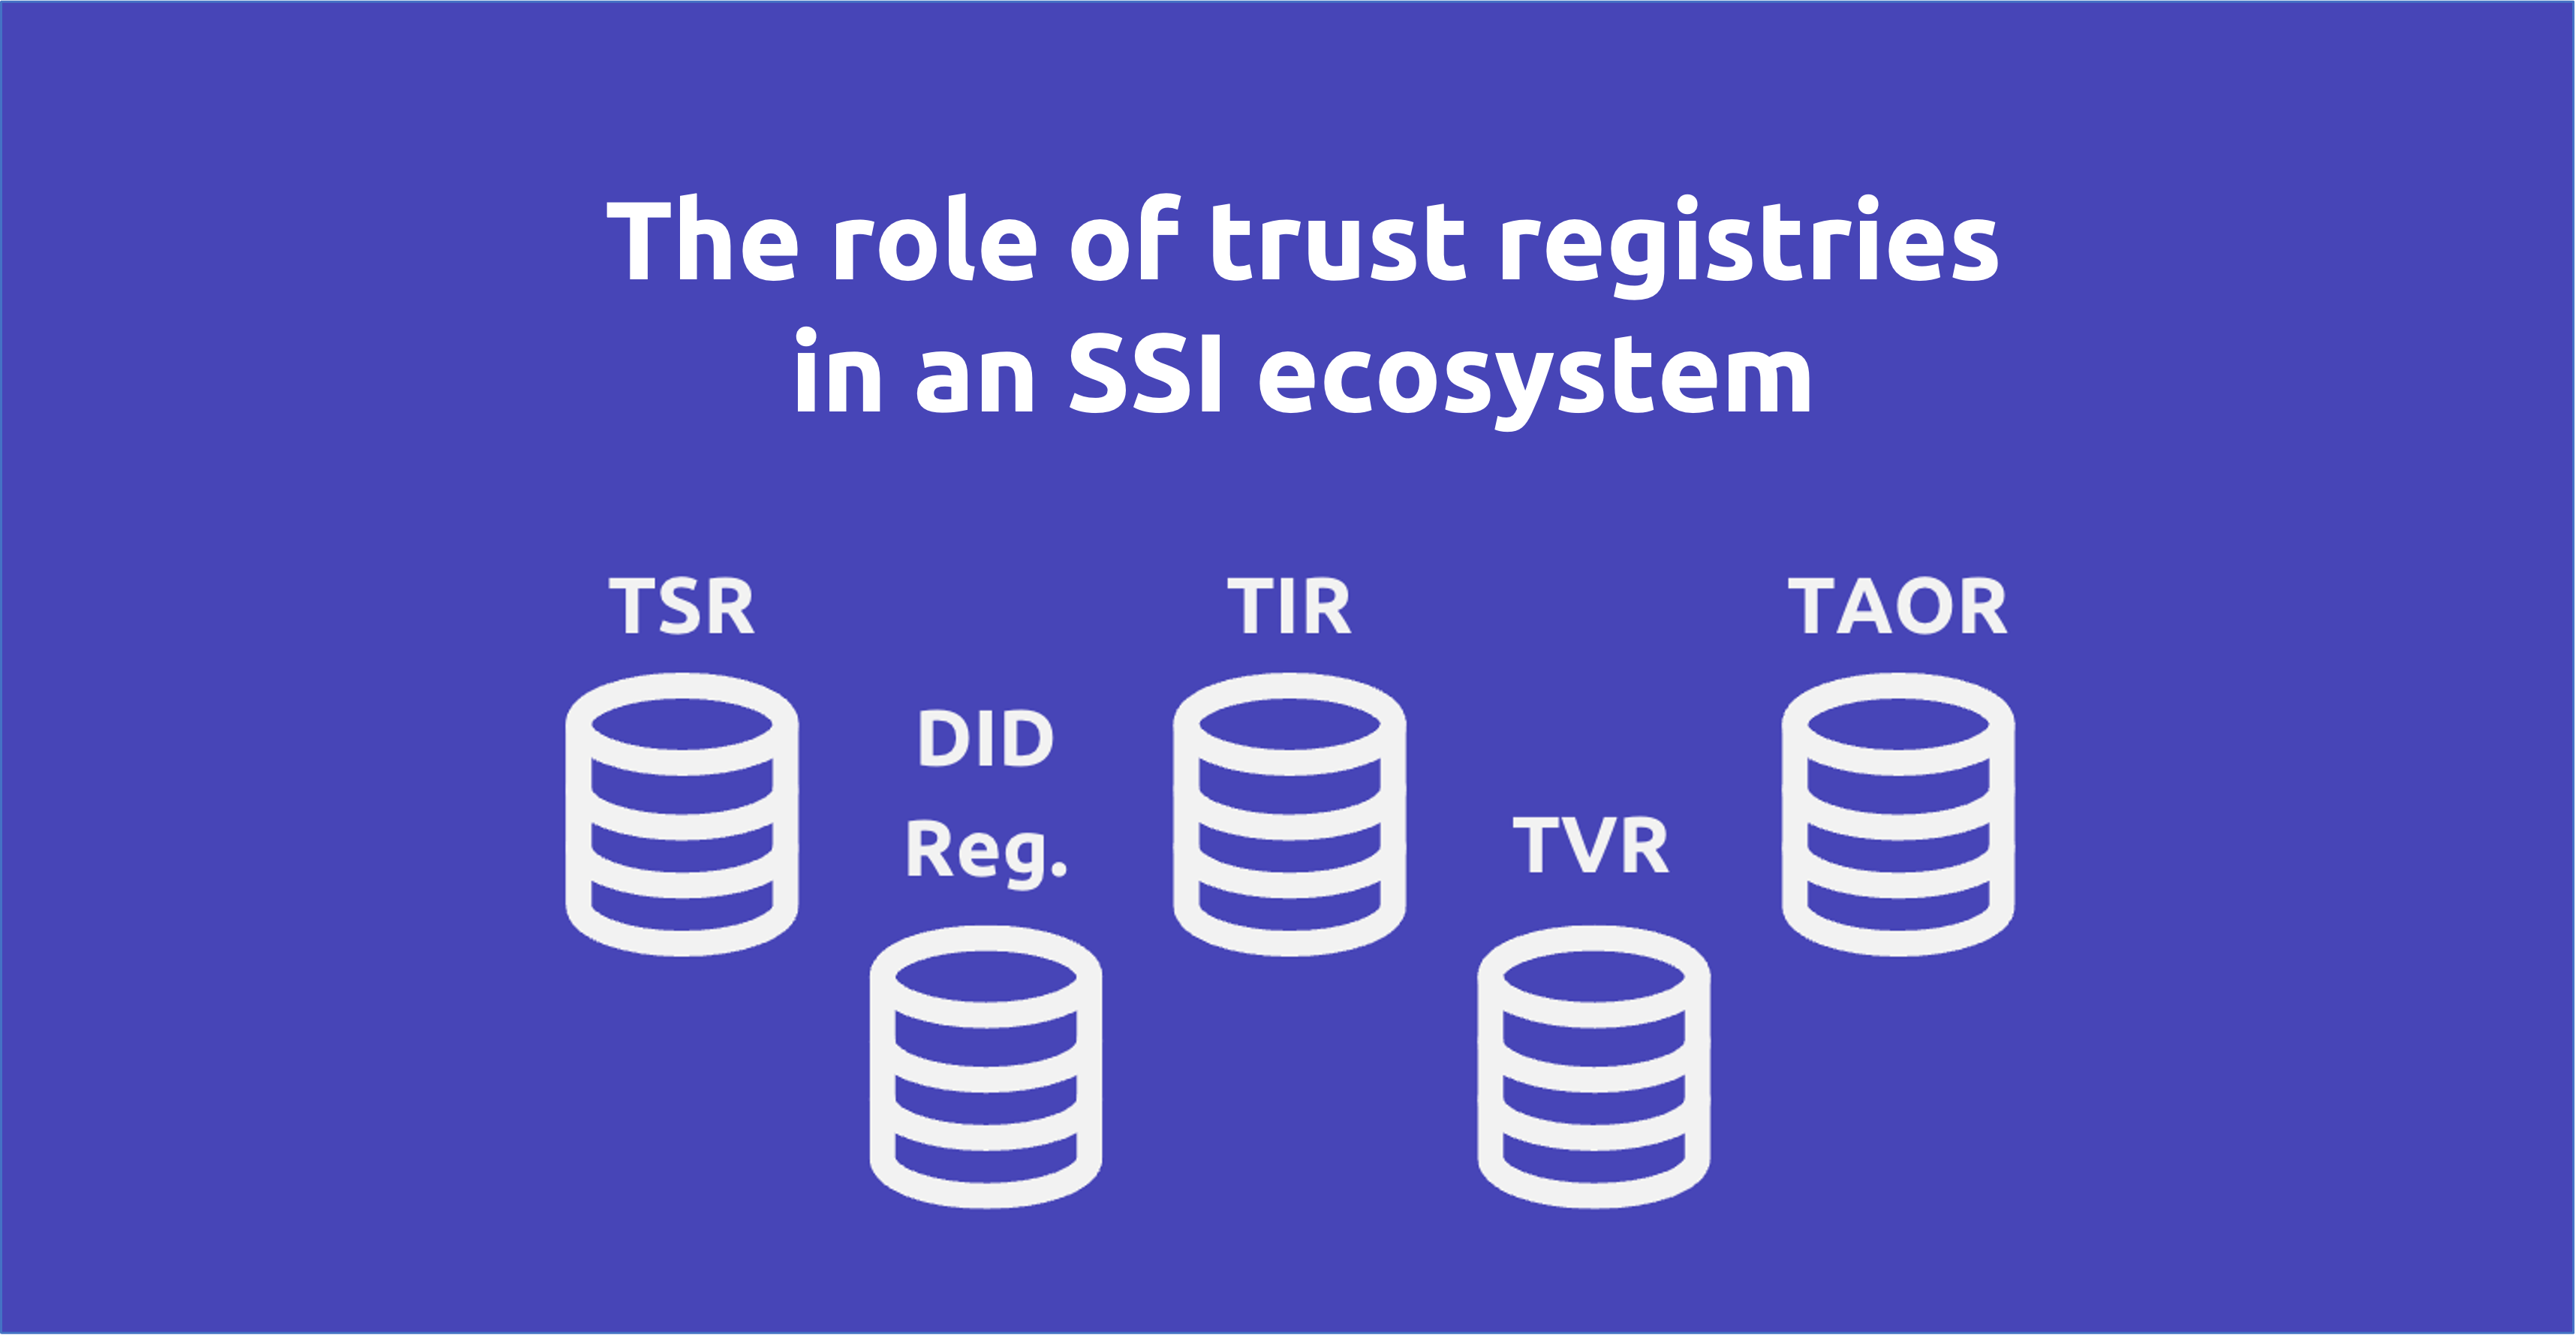 The role of trust registries
in an SSI ecosystem
TSR
TIR
TAOR
DID
Reg.
TVR